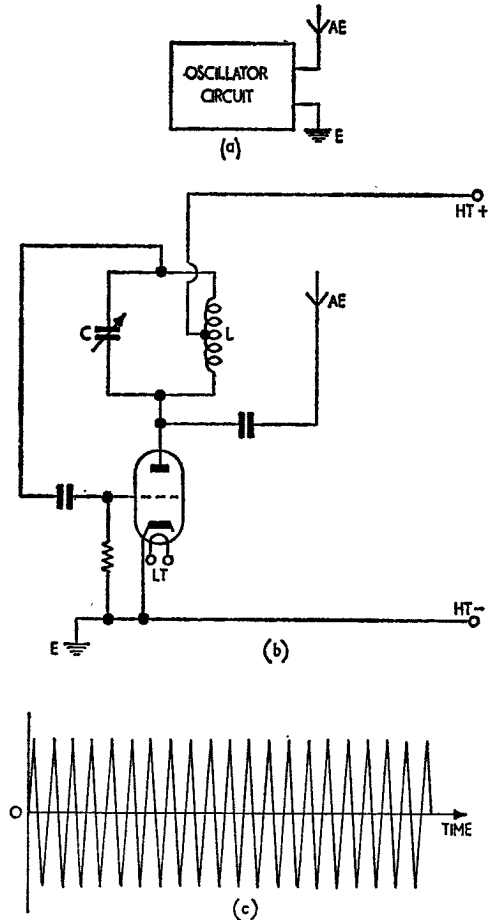 AE
OSCILLATOR
CIRCUIT
E
(a)
HT+
AE
C
L
LT
HT-
E
(b)
O
TIME
(c)